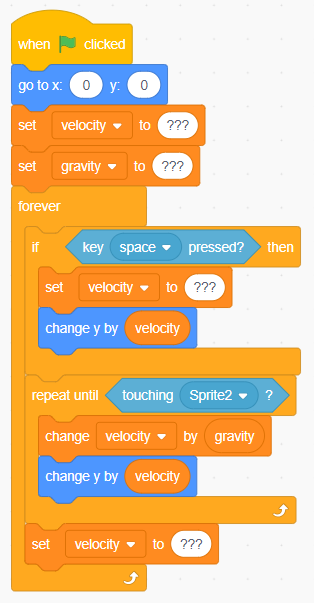 when clicked
go to x: 0 y: 0
set velocity to ???
set gravity to ???
forever
if key space pressed? then
set velocity to ???
change y by velocity
repeat until touching Sprite2 ?
change velocity by gravity
change y by velocity
set velocity to ???